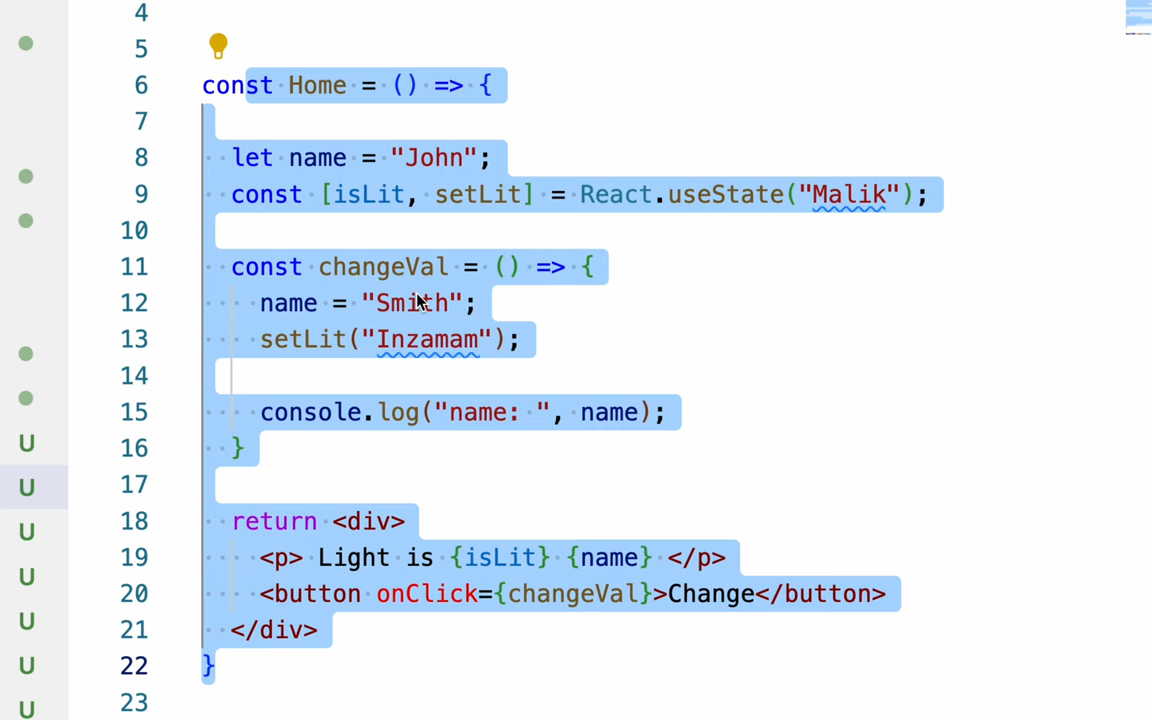 4
5
6 const Home = () => {
7
8 let name = "John";
9 const [isLit, setLit] = React.useState("Malik");
10
11 const changeVal = () => {
12 name = "Smith";
13 setLit("Inzamam");
14
15 console.log("name: ", name);
16 }
17
18 return <div>
19 <p> Light is {isLit} {name} </p>
20 <button onClick={changeVal}>Change</button>
21 </div>
22 }
23
U
U
U
U
U
U
U